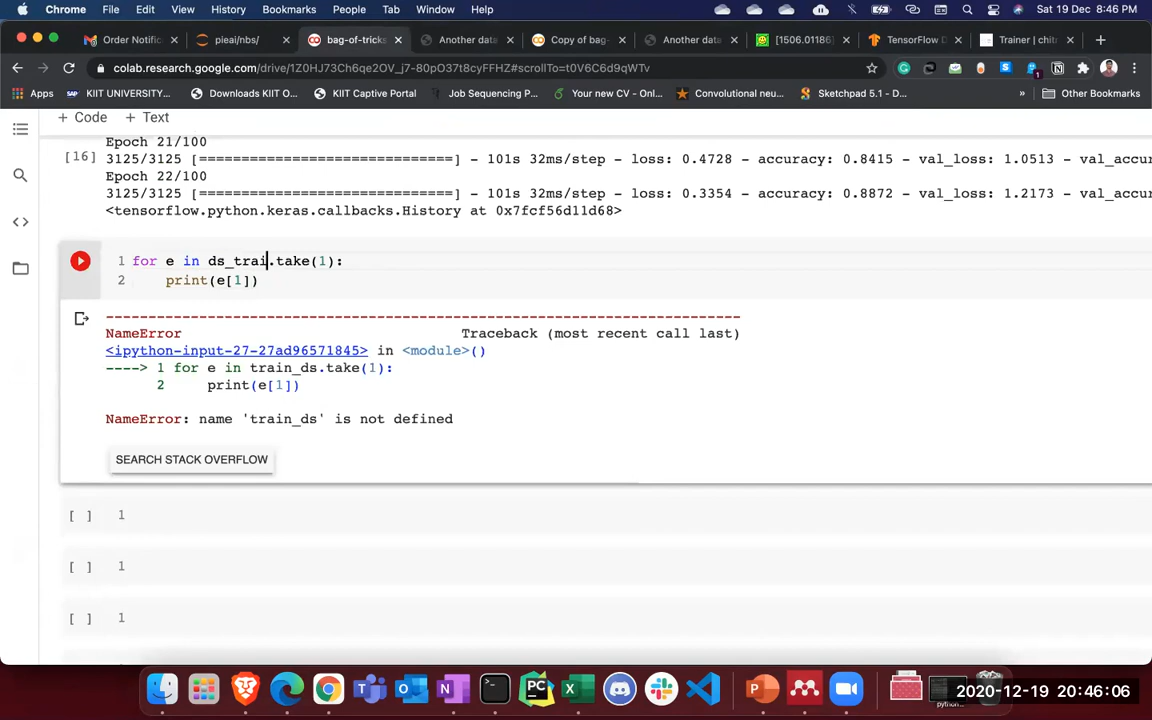 Chrome File Edit View History Bookmarks People Tab Window Help Sat 19 Dec 8:46 PM
Order Notific pieai/nbs/ bag-of-tricks Another data Copy of bag- Another data [1506.01186 TensorFlow D Trainer | chit
colab.research.google.com/drive/1Z0HJ73Ch6qe2OV_j7-80pO37t8cyFFHZ#scrollTo=t0V6C6d9qWTv
Apps KIIT UNIVERSITY... Downloads KIIT O... KIIT Captive Portal Job Sequencing P... Your new CV - Onl... Convolutional neu... Sketchpad 5.1 - D... » Other Bookmarks
+ Code + Text
Epoch 21/100
[16] 3125/3125 [==============================] - 101s 32ms/step - loss: 0.4728 - accuracy: 0.8415 - val_loss: 1.0513 - val_accur
Epoch 22/100
3125/3125 [==============================] - 101s 32ms/step - loss: 0.3354 - accuracy: 0.8872 - val_loss: 1.2173 - val_accur
<tensorflow.python.keras.callbacks.History at 0x7fcf56d11d68>
1 for e in ds_trai.take(1):
2 print(e[1])
---------------------------------------------------------------------------
NameError Traceback (most recent call last)
<ipython-input-27-27ad96571845> in <module>()
----> 1 for e in train_ds.take(1):
2 print(e[1])
NameError: name 'train_ds' is not defined
SEARCH STACK OVERFLOW
[ ] 1
[ ] 1
[ ] 1
2020-12-19 20:46:06